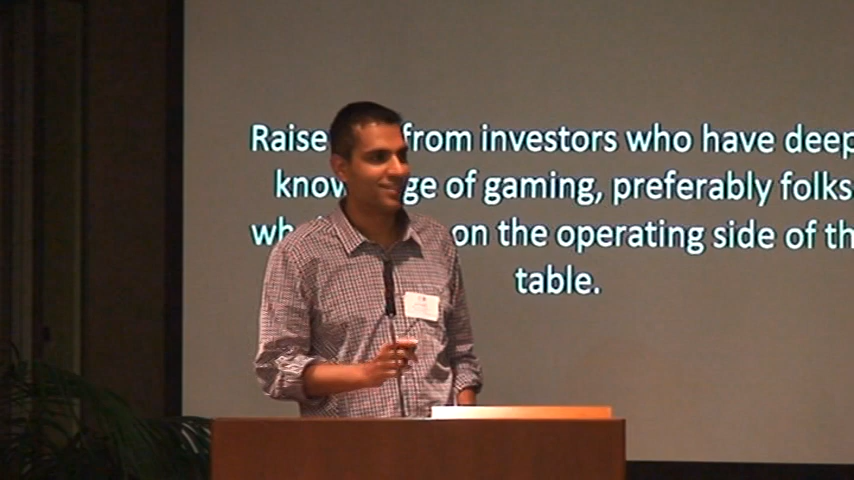 Raise from investors who have deep
know ge of gaming, preferably folks
wh on the operating side of th
table.